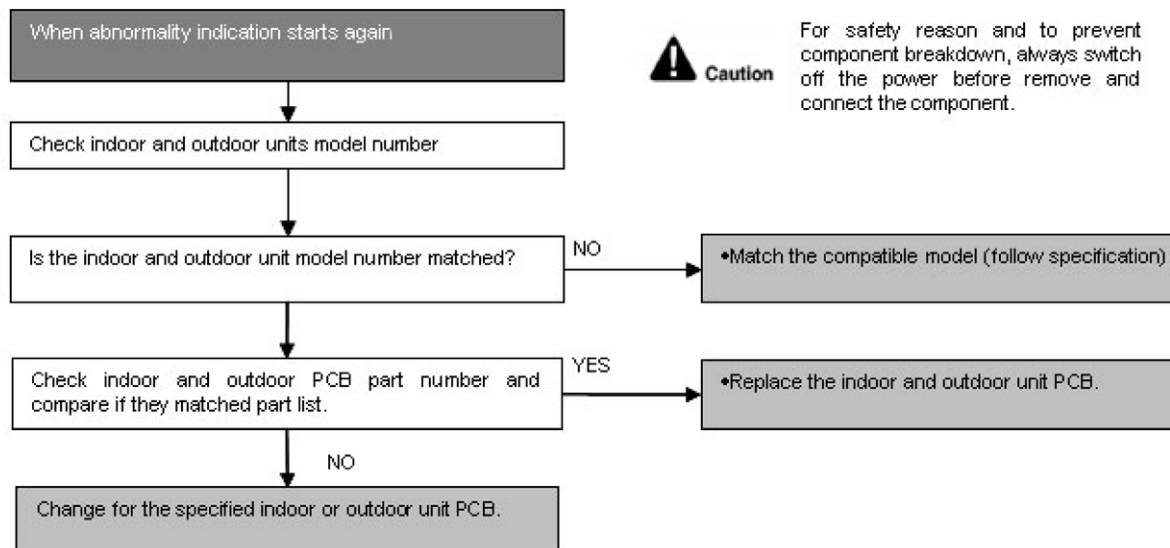 When abnormality indication starts again
Caution
For safety reason and to prevent
component breakdown, always switch
off the power before remove and
connect the component.
Check indoor and outdoor units model number
Is the indoor and outdoor unit model number matched?
NO
•Match the compatible model (follow specification)
Check indoor and outdoor PCB part number and
compare if they matched part list.
YES
•Replace the indoor and outdoor unit PCB.
NO
Change for the specified indoor or outdoor unit PCB.